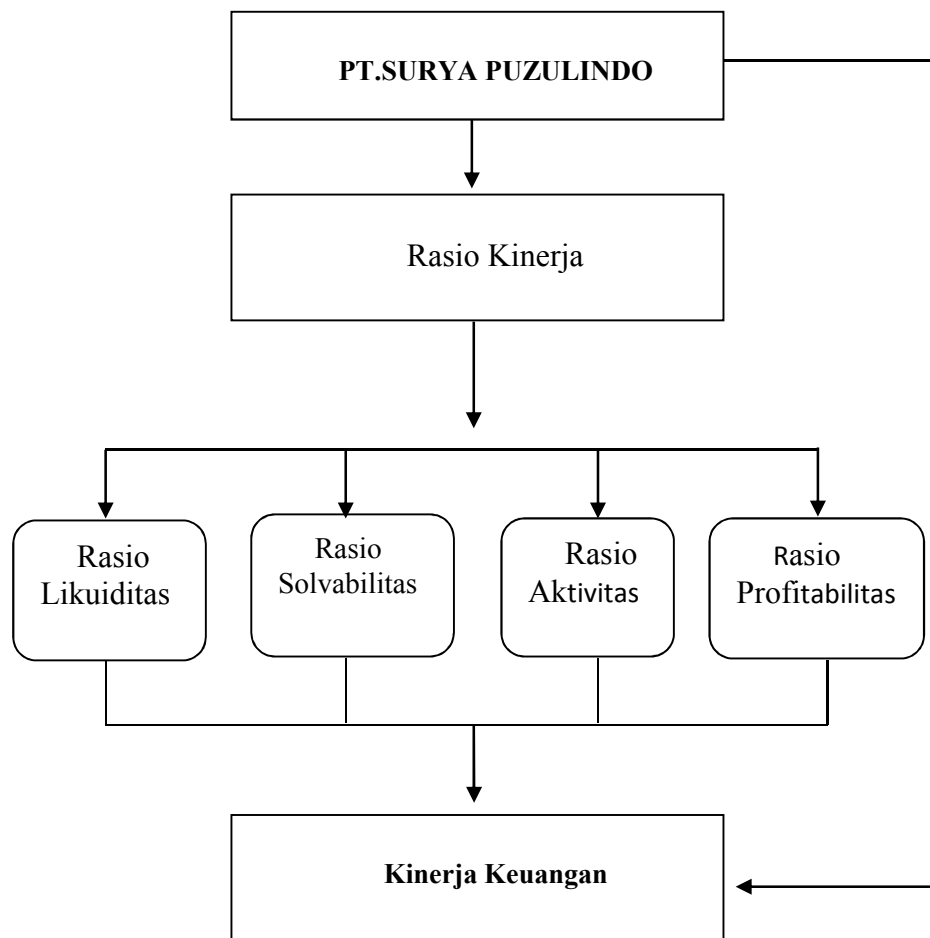 PT.SURYA PUZULINDO
Rasio Kinerja
Rasio
Likuiditas
Rasio
Solvabilitas
Rasio
Aktivitas
Rasio
Profitabilitas
Kinerja Keuangan